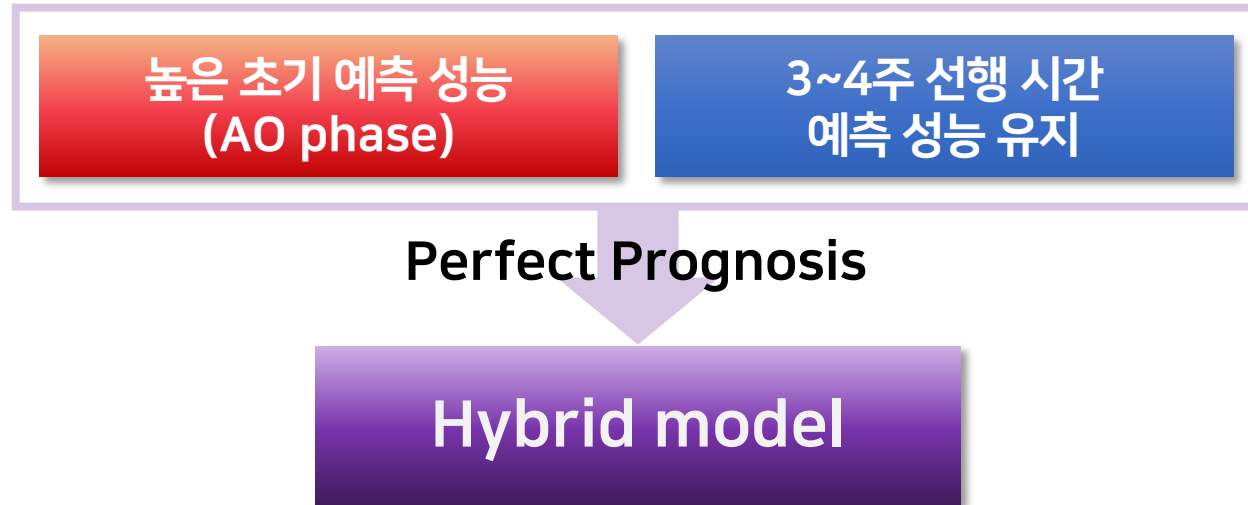 높은 초기 예측 성능
(AO phase)
3~4주 선행 시간
예측 성능 유지
Perfect Prognosis
Hybrid model